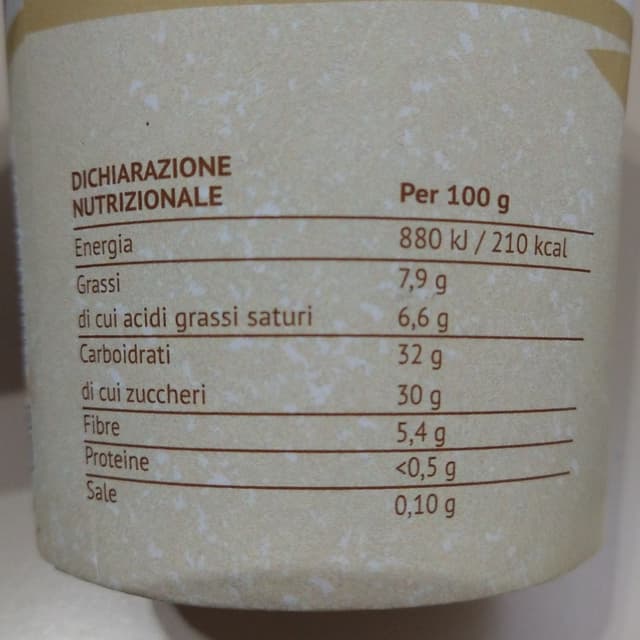 DICHIARAZIONE
NUTRIZIONALE Per 100 g
Energia 880 kJ / 210 kcal
Grassi 7,9 g
di cui acidi grassi saturi 6,6 g
Carboidrati 32 g
di cui zuccheri 30 g
Fibre 5,4 g
Proteine <0,5 g
Sale 0,10 g